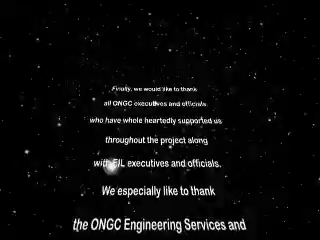 Finally, we would like to thank
all ONGC executives and officials
who have whole heartedly supported us
throughout the project along
with EIL executives and officials.
We especially like to thank
the ONGC Engineering Services and